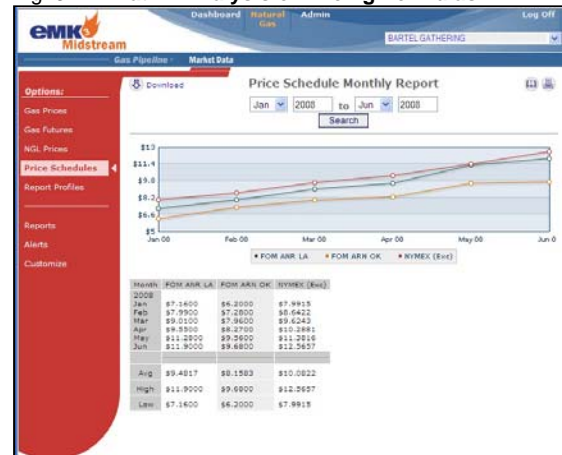 Dashboard Natural Gas Admin Log Off
eMK Midstream
BARTEL GATHERING
Gas Pipeline Market Data
Options:
Gas Prices
Gas Futures
NGL Prices
Price Schedules
Report Profiles
Reports
Alerts
Customize
Download
Price Schedule Monthly Report
Jan 2008 to Jun 2008
Search
$13
$11.4
$9.8
$8.2
$6.6
$5
Jan 08 Feb 08 Mar 08 Apr 08 May 08 Jun 0
FOM ANR LA FOM ARN OK NYMEX (Exc)
Month FOM ANR LA FOM ARN OK NYMEX (Exc)
2008
Jan $7.1600 $6.2000 $7.9915
Feb $7.9900 $7.2800 $8.6422
Mar $9.0100 $7.9600 $9.6243
Apr $9.5500 $8.2700 $10.2881
May $11.2800 $9.5600 $11.3816
Jun $11.9000 $9.6800 $12.5657
Avg $9.4817 $8.1583 $10.0822
High $11.9000 $9.6800 $12.5657
Low $7.1600 $6.2000 $7.9915